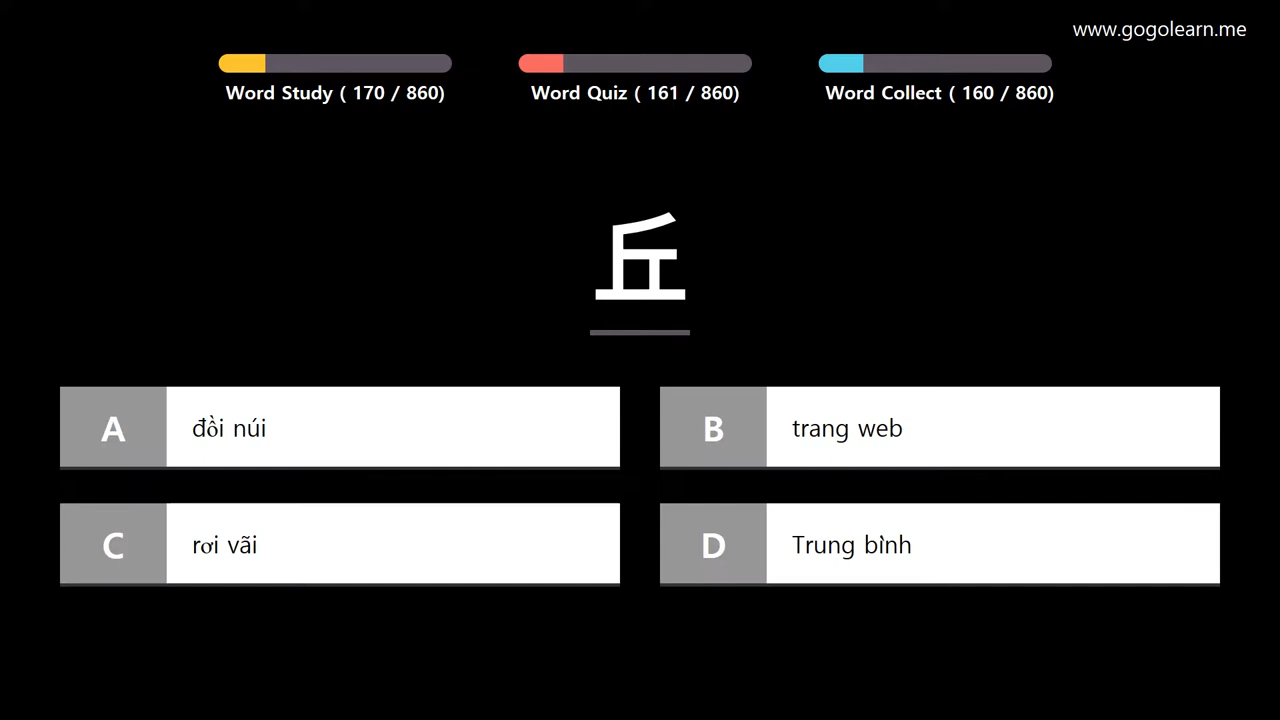 www.gogolearn.me
Word Study ( 170 / 860)
Word Quiz ( 161 / 860)
Word Collect ( 160 / 860)
丘
A đồi núi
B trang web
C rơi vãi
D Trung bình